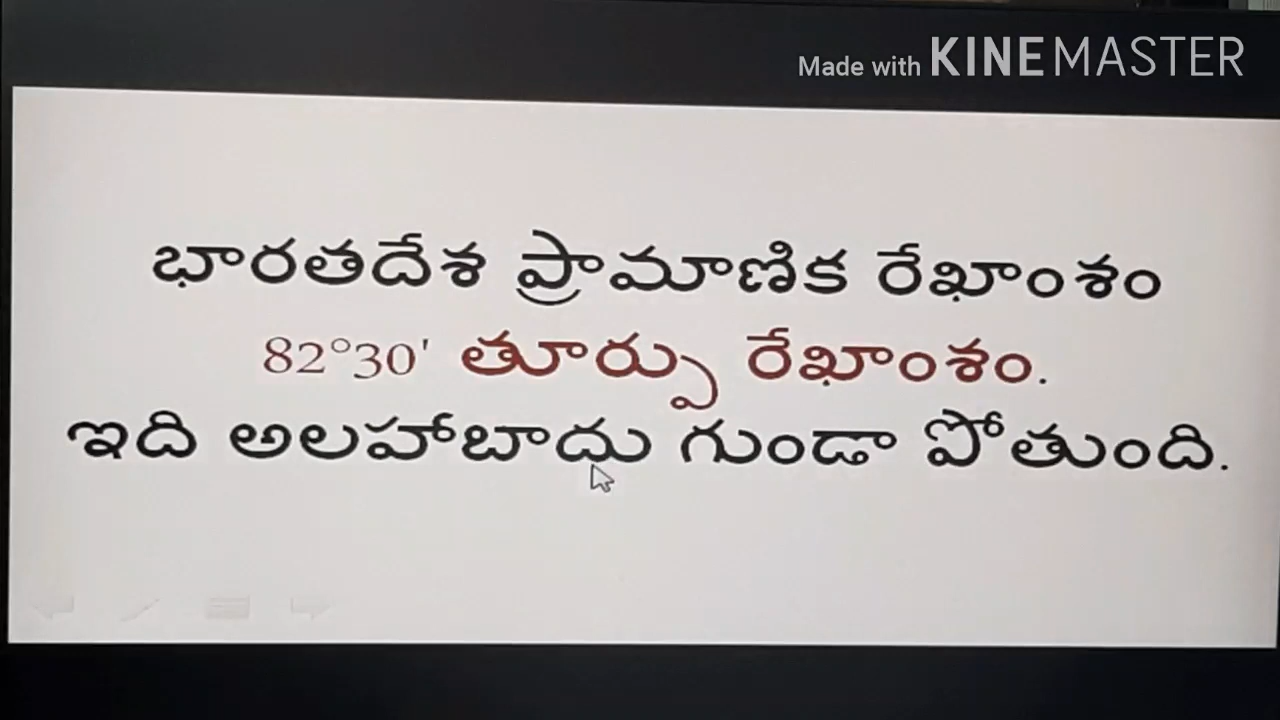 Made with KINEMASTER
భారతదేశ ప్రామాణిక రేఖాంశం
82°30' తూర్పు రేఖాంశం.
ఇది అలహాబాదు గుండా పోతుంది.